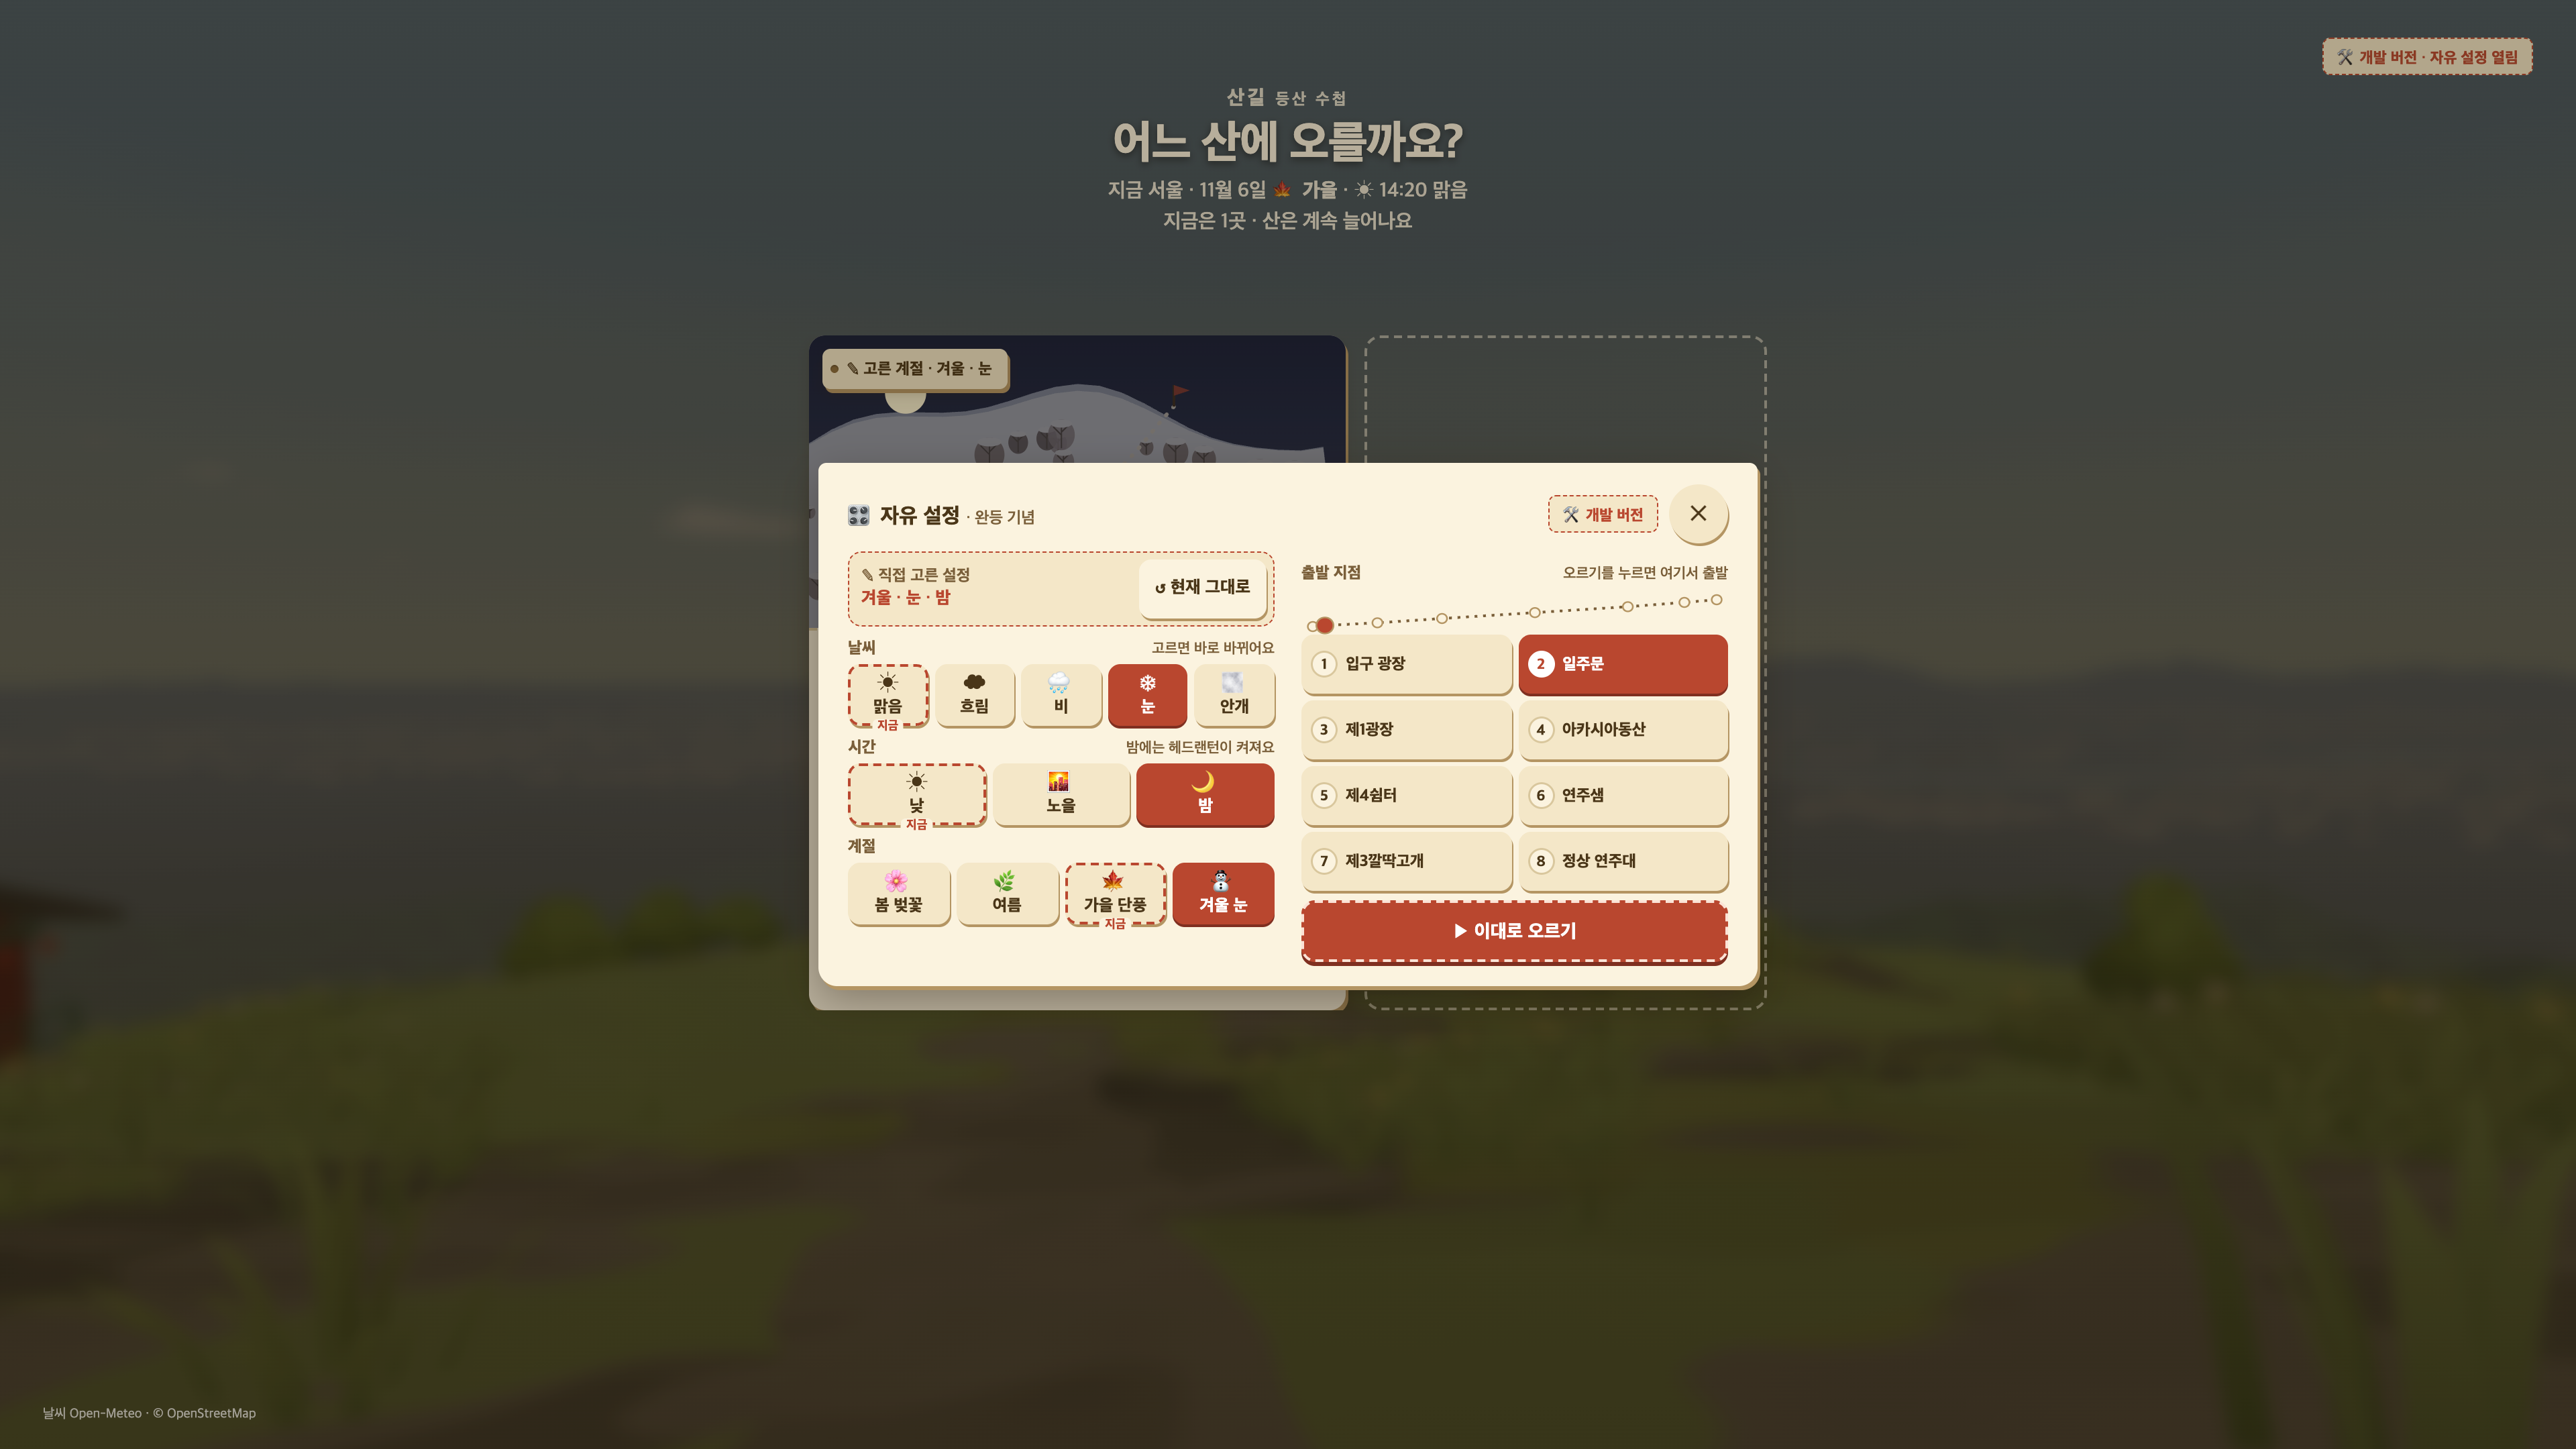 🛠 개발 버전 · 자유 설정 열림
산길 등산 수첩
어느 산에 오를까요?
지금 서울 · 11월 6일 🍁 가을 · ☀ 14:20 맑음
지금은 1곳 · 산은 계속 늘어나요
✎ 고른 계절 · 겨울 · 눈
🎛 자유 설정 · 완등 기념
🛠 개발 버전
✕
✎ 직접 고른 설정
겨울 · 눈 · 밤
↺ 현재 그대로
날씨
고르면 바로 바뀌어요
맑음
지금
흐림
비
눈
안개
시간
밤에는 헤드랜턴이 켜져요
낮
지금
노을
밤
계절
봄 벚꽃
여름
가을 단풍
지금
겨울 눈
출발 지점
오르기를 누르면 여기서 출발
1 입구 광장
2 일주문
3 제1광장
4 아카시아동산
5 제4쉼터
6 연주샘
7 제3깔딱고개
8 정상 연주대
▶ 이대로 오르기
날씨 Open-Meteo · © OpenStreetMap